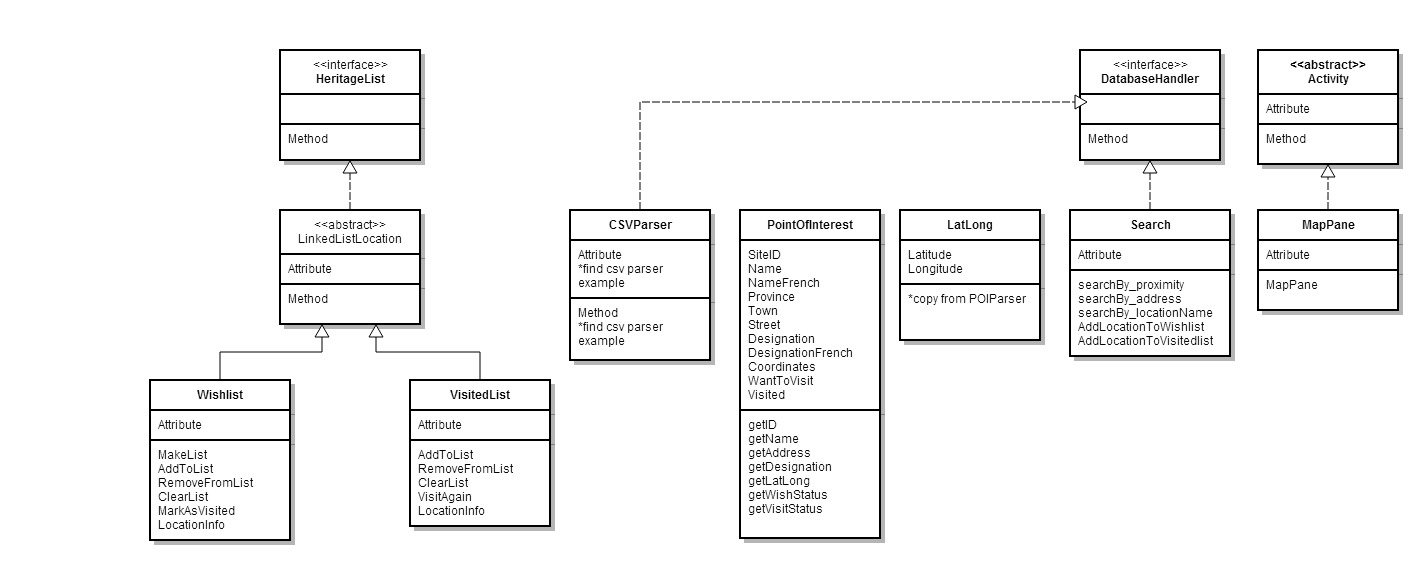 <<interface>>
HeritageList
Method
<<interface>>
DatabaseHandler
Method
<<abstract>>
Activity
Attribute
Method
<<abstract>>
LinkedListLocation
Attribute
Method
CSVParser
Attribute
*find csv parser
example
Method
*find csv parser
example
PointOfInterest
SiteID
Name
NameFrench
Province
Town
Street
Designation
DesignationFrench
Coordinates
WantToVisit
Visited
getID
getName
getAddress
getDesignation
getLatLong
getWishStatus
getVisitStatus
LatLong
Latitude
Longitude
*copy from POIParser
Search
Attribute
searchBy_proximity
searchBy_address
searchBy_locationName
AddLocationToWishlist
AddLocationToVisitedlist
MapPane
Attribute
MapPane
Wishlist
Attribute
MakeList
AddToList
RemoveFromList
ClearList
MarkAsVisited
LocationInfo
VisitedList
Attribute
AddToList
RemoveFromList
ClearList
VisitAgain
LocationInfo